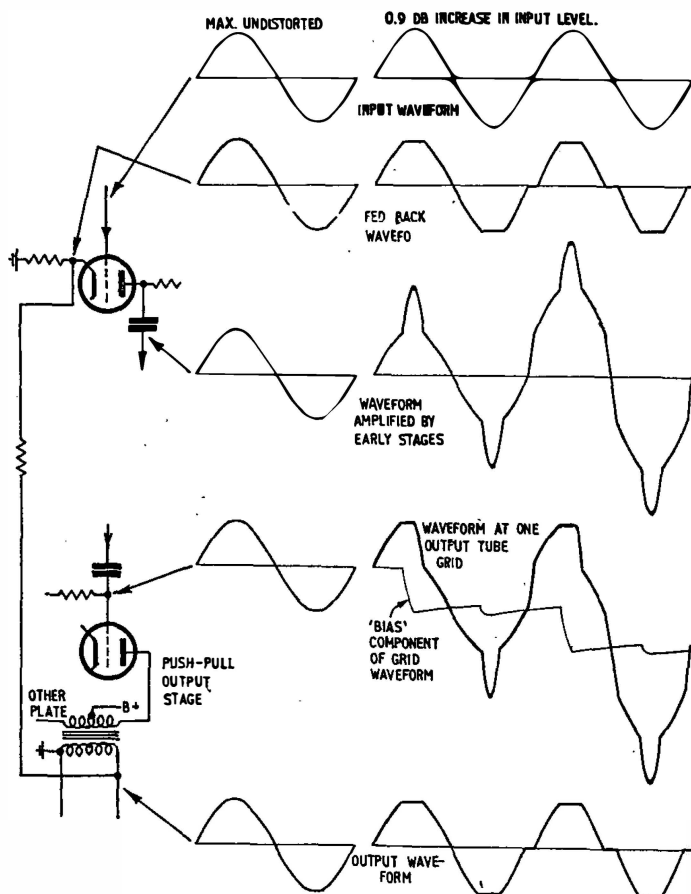 MAX. UNDISTORTED
0.9 DB INCREASE IN INPUT LEVEL.
INPUT WAVEFORM
FED BACK
WAVEFO
WAVEFORM
AMPLIFIED BY
EARLY STAGES
WAVEFORM AT ONE
OUTPUT TUBE
GRID
'BIAS'
COMPONENT
OF GRID
WAVEFORM
PUSH-PULL
OUTPUT
STAGE
OTHER
PLATE
B+
OUTPUT WAVE-
FORM